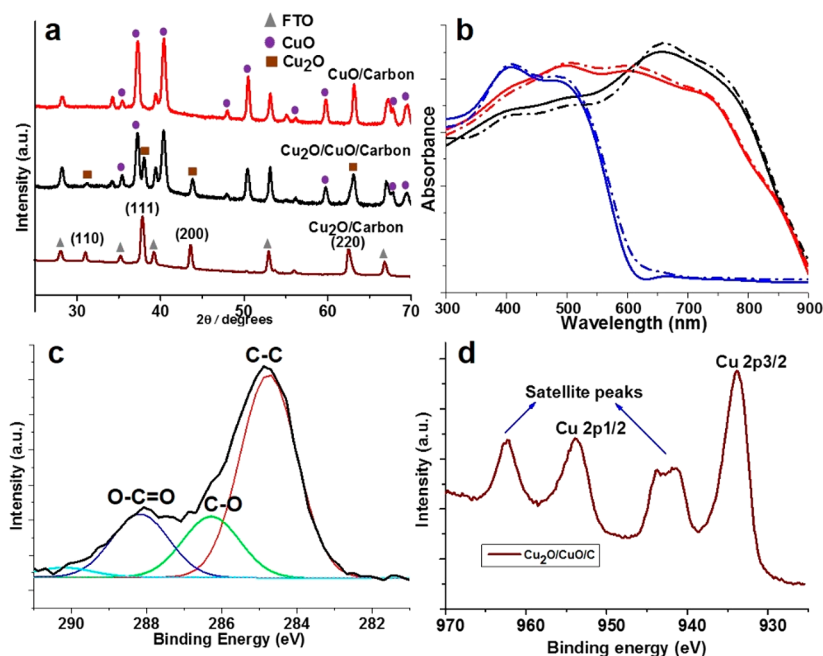 a
FTO
CuO
Cu₂O
CuO/Carbon
Cu₂O/CuO/Carbon
Cu₂O/Carbon
(110)
(111)
(200)
(220)
Intensity (a.u.)
30 40 50 60 70
2θ / degrees
b
Absorbance
300 400 500 600 700 800 900
Wavelength (nm)
c
C-C
O-C=O
C-O
Intensity (a.u.)
290 288 286 284 282
Binding Energy (eV)
d
Cu 2p3/2
Satellite peaks
Cu 2p1/2
Cu₂O/CuO/C
Intensity (a.u.)
970 960 950 940 930
Binding energy (eV)